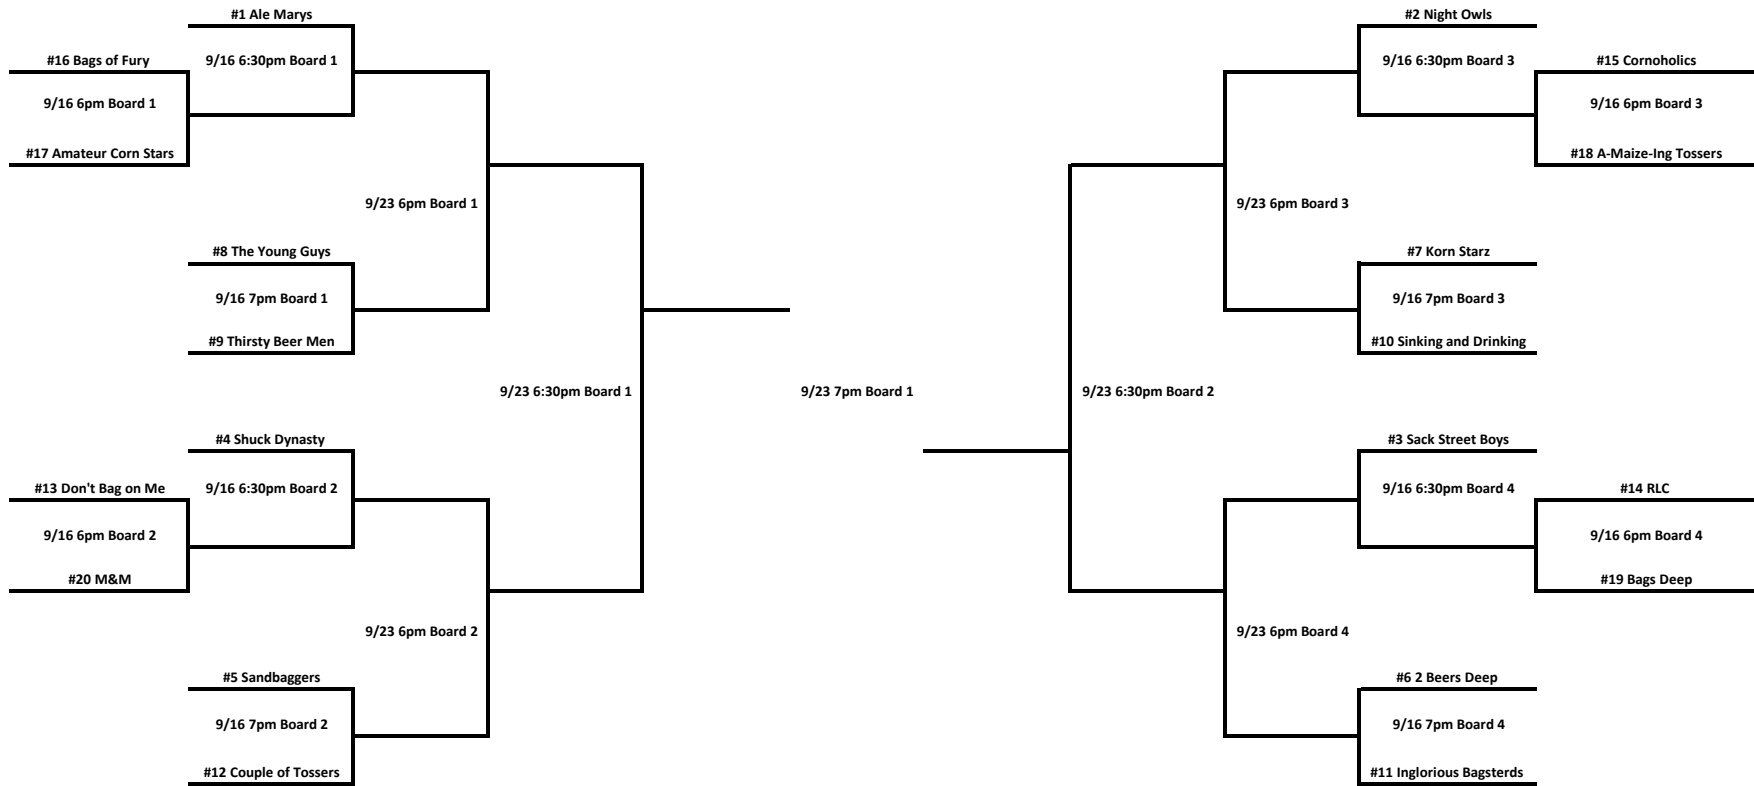 #1 Ale Marys
#2 Night Owls
#16 Bags of Fury
9/16 6:30pm Board 1
9/16 6:30pm Board 3
#15 Cornoholics
9/16 6pm Board 1
9/16 6pm Board 3
#17 Amateur Corn Stars
#18 A-Maize-Ing Tossers
9/23 6pm Board 1
9/23 6pm Board 3
#8 The Young Guys
#7 Korn Starz
9/16 7pm Board 1
9/16 7pm Board 3
#9 Thirsty Beer Men
#10 Sinking and Drinking
9/23 6:30pm Board 1
9/23 7pm Board 1
9/23 6:30pm Board 2
#4 Shuck Dynasty
#3 Sack Street Boys
#13 Don't Bag on Me
9/16 6:30pm Board 2
9/16 6:30pm Board 4
#14 RLC
9/16 6pm Board 2
9/16 6pm Board 4
#20 M&M
#19 Bags Deep
9/23 6pm Board 2
9/23 6pm Board 4
#5 Sandbaggers
#6 2 Beers Deep
9/16 7pm Board 2
9/16 7pm Board 4
#12 Couple of Tossers
#11 Inglorious Bagsterds